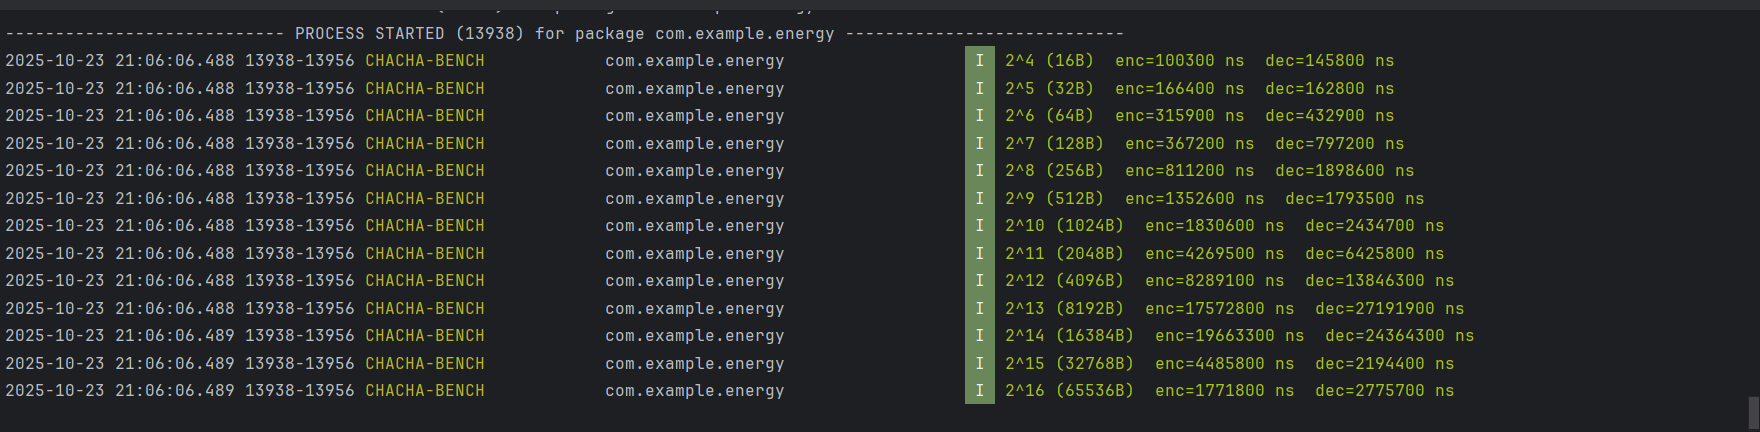 ---------------------------- PROCESS STARTED (13938) for package com.example.energy ----------------------------
2025-10-23 21:06:06.488 13938-13956 CHACHA-BENCH            com.example.energy                  I  2^4 (16B)  enc=100300 ns  dec=145800 ns
2025-10-23 21:06:06.488 13938-13956 CHACHA-BENCH            com.example.energy                  I  2^5 (32B)  enc=166400 ns  dec=162800 ns
2025-10-23 21:06:06.488 13938-13956 CHACHA-BENCH            com.example.energy                  I  2^6 (64B)  enc=315900 ns  dec=432900 ns
2025-10-23 21:06:06.488 13938-13956 CHACHA-BENCH            com.example.energy                  I  2^7 (128B)  enc=367200 ns  dec=797200 ns
2025-10-23 21:06:06.488 13938-13956 CHACHA-BENCH            com.example.energy                  I  2^8 (256B)  enc=811200 ns  dec=1898600 ns
2025-10-23 21:06:06.488 13938-13956 CHACHA-BENCH            com.example.energy                  I  2^9 (512B)  enc=1352600 ns  dec=1793500 ns
2025-10-23 21:06:06.488 13938-13956 CHACHA-BENCH            com.example.energy                  I  2^10 (1024B)  enc=1830600 ns  dec=2434700 ns
2025-10-23 21:06:06.488 13938-13956 CHACHA-BENCH            com.example.energy                  I  2^11 (2048B)  enc=4269500 ns  dec=6425800 ns
2025-10-23 21:06:06.488 13938-13956 CHACHA-BENCH            com.example.energy                  I  2^12 (4096B)  enc=8289100 ns  dec=13846300 ns
2025-10-23 21:06:06.488 13938-13956 CHACHA-BENCH            com.example.energy                  I  2^13 (8192B)  enc=17572800 ns  dec=27191900 ns
2025-10-23 21:06:06.489 13938-13956 CHACHA-BENCH            com.example.energy                  I  2^14 (16384B)  enc=19663300 ns  dec=24364300 ns
2025-10-23 21:06:06.489 13938-13956 CHACHA-BENCH            com.example.energy                  I  2^15 (32768B)  enc=4485800 ns  dec=2194400 ns
2025-10-23 21:06:06.489 13938-13956 CHACHA-BENCH            com.example.energy                  I  2^16 (65536B)  enc=1771800 ns  dec=2775700 ns